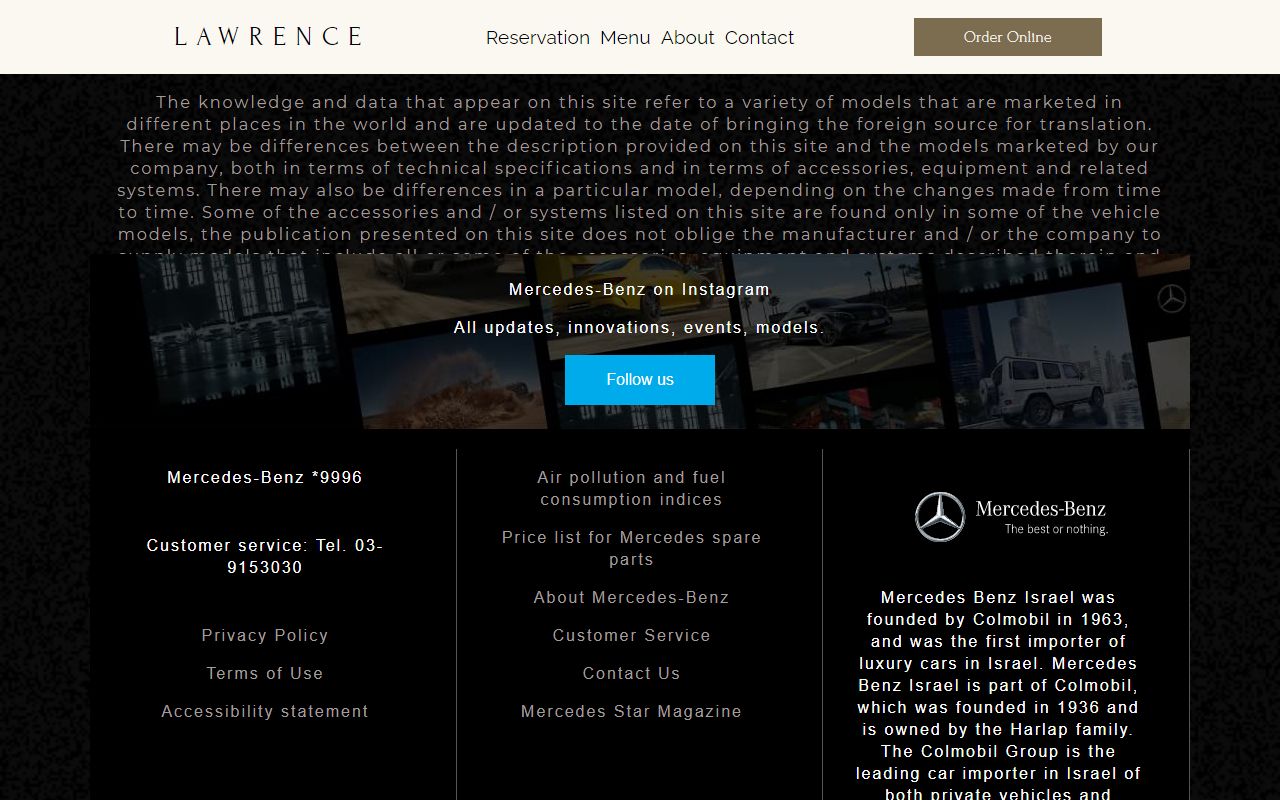 LAWRENCE
Reservation Menu About Contact
Order Online
The knowledge and data that appear on this site refer to a variety of models that are marketed in
different places in the world and are updated to the date of bringing the foreign source for translation.
There may be differences between the description provided on this site and the models marketed by our
company, both in terms of technical specifications and in terms of accessories, equipment and related
systems. There may also be differences in a particular model, depending on the changes made from time
to time. Some of the accessories and / or systems listed on this site are found only in some of the vehicle
models, the publication presented on this site does not oblige the manufacturer and / or the company to
Mercedes-Benz on Instagram
All updates, innovations, events, models.
Follow us
Mercedes-Benz *9996
Customer service: Tel. 03-
9153030
Privacy Policy
Terms of Use
Accessibility statement
Air pollution and fuel
consumption indices
Price list for Mercedes spare
parts
About Mercedes-Benz
Customer Service
Contact Us
Mercedes Star Magazine
Mercedes-Benz
The best or nothing.
Mercedes Benz Israel was
founded by Colmobil in 1963,
and was the first importer of
luxury cars in Israel. Mercedes
Benz Israel is part of Colmobil,
which was founded in 1936 and
is owned by the Harlap family.
The Colmobil Group is the
leading car importer in Israel of
both private vehicles and